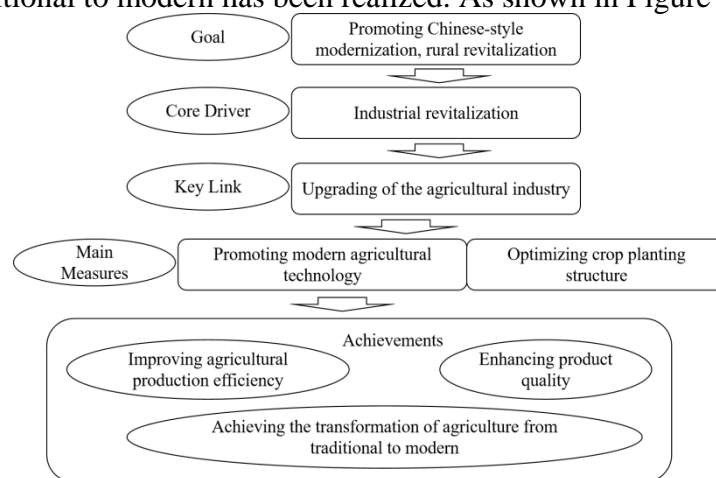 itional to modern has been realized. As shown in Figure
Goal
Promoting Chinese-style
modernization, rural revitalization
Core Driver
Industrial revitalization
Key Link
Upgrading of the agricultural industry
Main
Measures
Promoting modern agricultural
technology
Optimizing crop planting
structure
Achievements
Improving agricultural
production efficiency
Enhancing product
quality
Achieving the transformation of agriculture from
traditional to modern